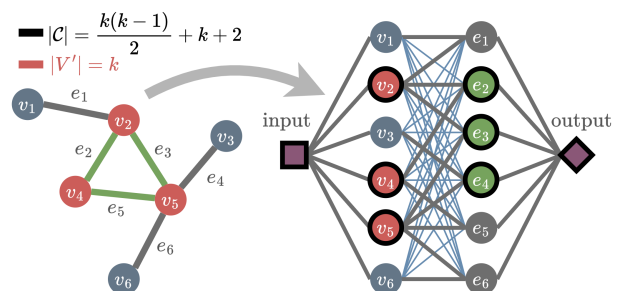 |𝒞| = k(k−1)/2 + k + 2
|V′| = k
v₁
e₁
v₂
v₃
e₂
e₃
e₄
v₄
e₅
v₅
e₆
v₆
input
output
v₁
e₁
v₂
e₂
v₃
e₃
v₄
e₄
v₅
e₅
v₆
e₆